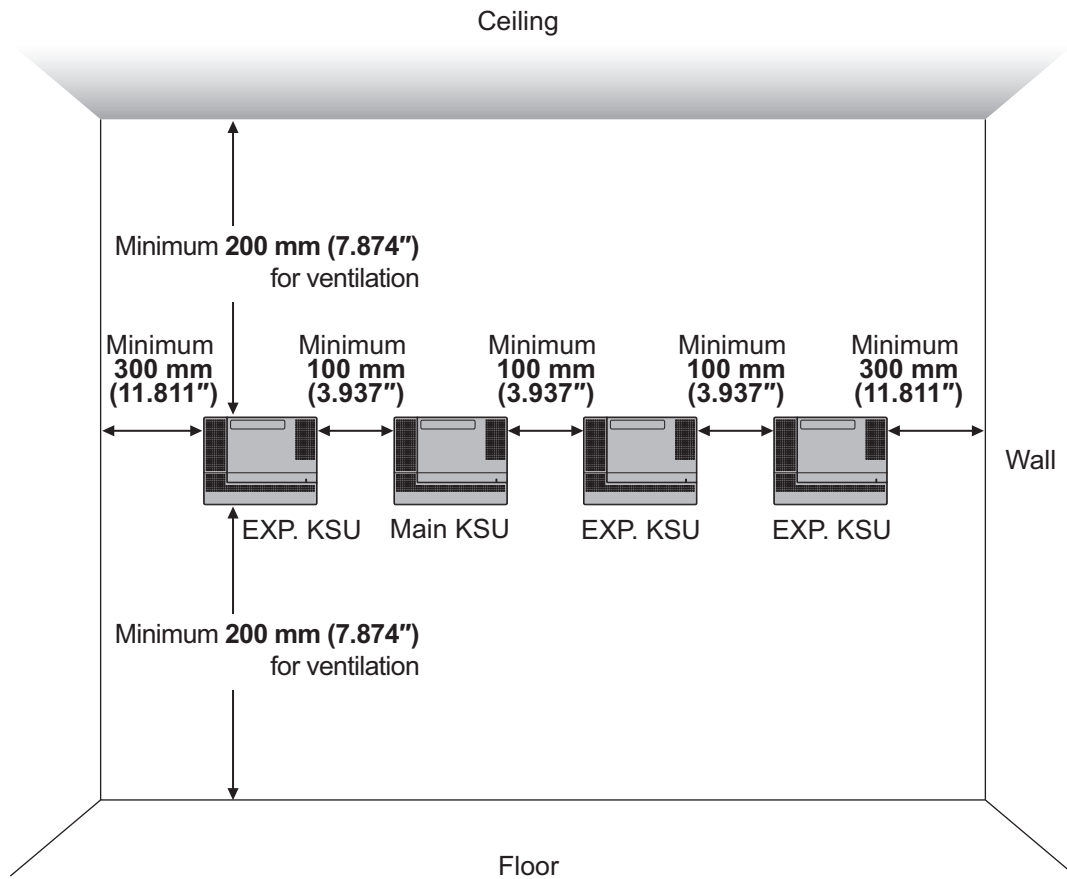 Ceiling
Minimum 200 mm (7.874″)
for ventilation
Minimum
300 mm
(11.811″)
Minimum
100 mm
(3.937″)
Minimum
100 mm
(3.937″)
Minimum
100 mm
(3.937″)
Minimum
300 mm
(11.811″)
Wall
EXP. KSU
Main KSU
EXP. KSU
EXP. KSU
Minimum 200 mm (7.874″)
for ventilation
Floor